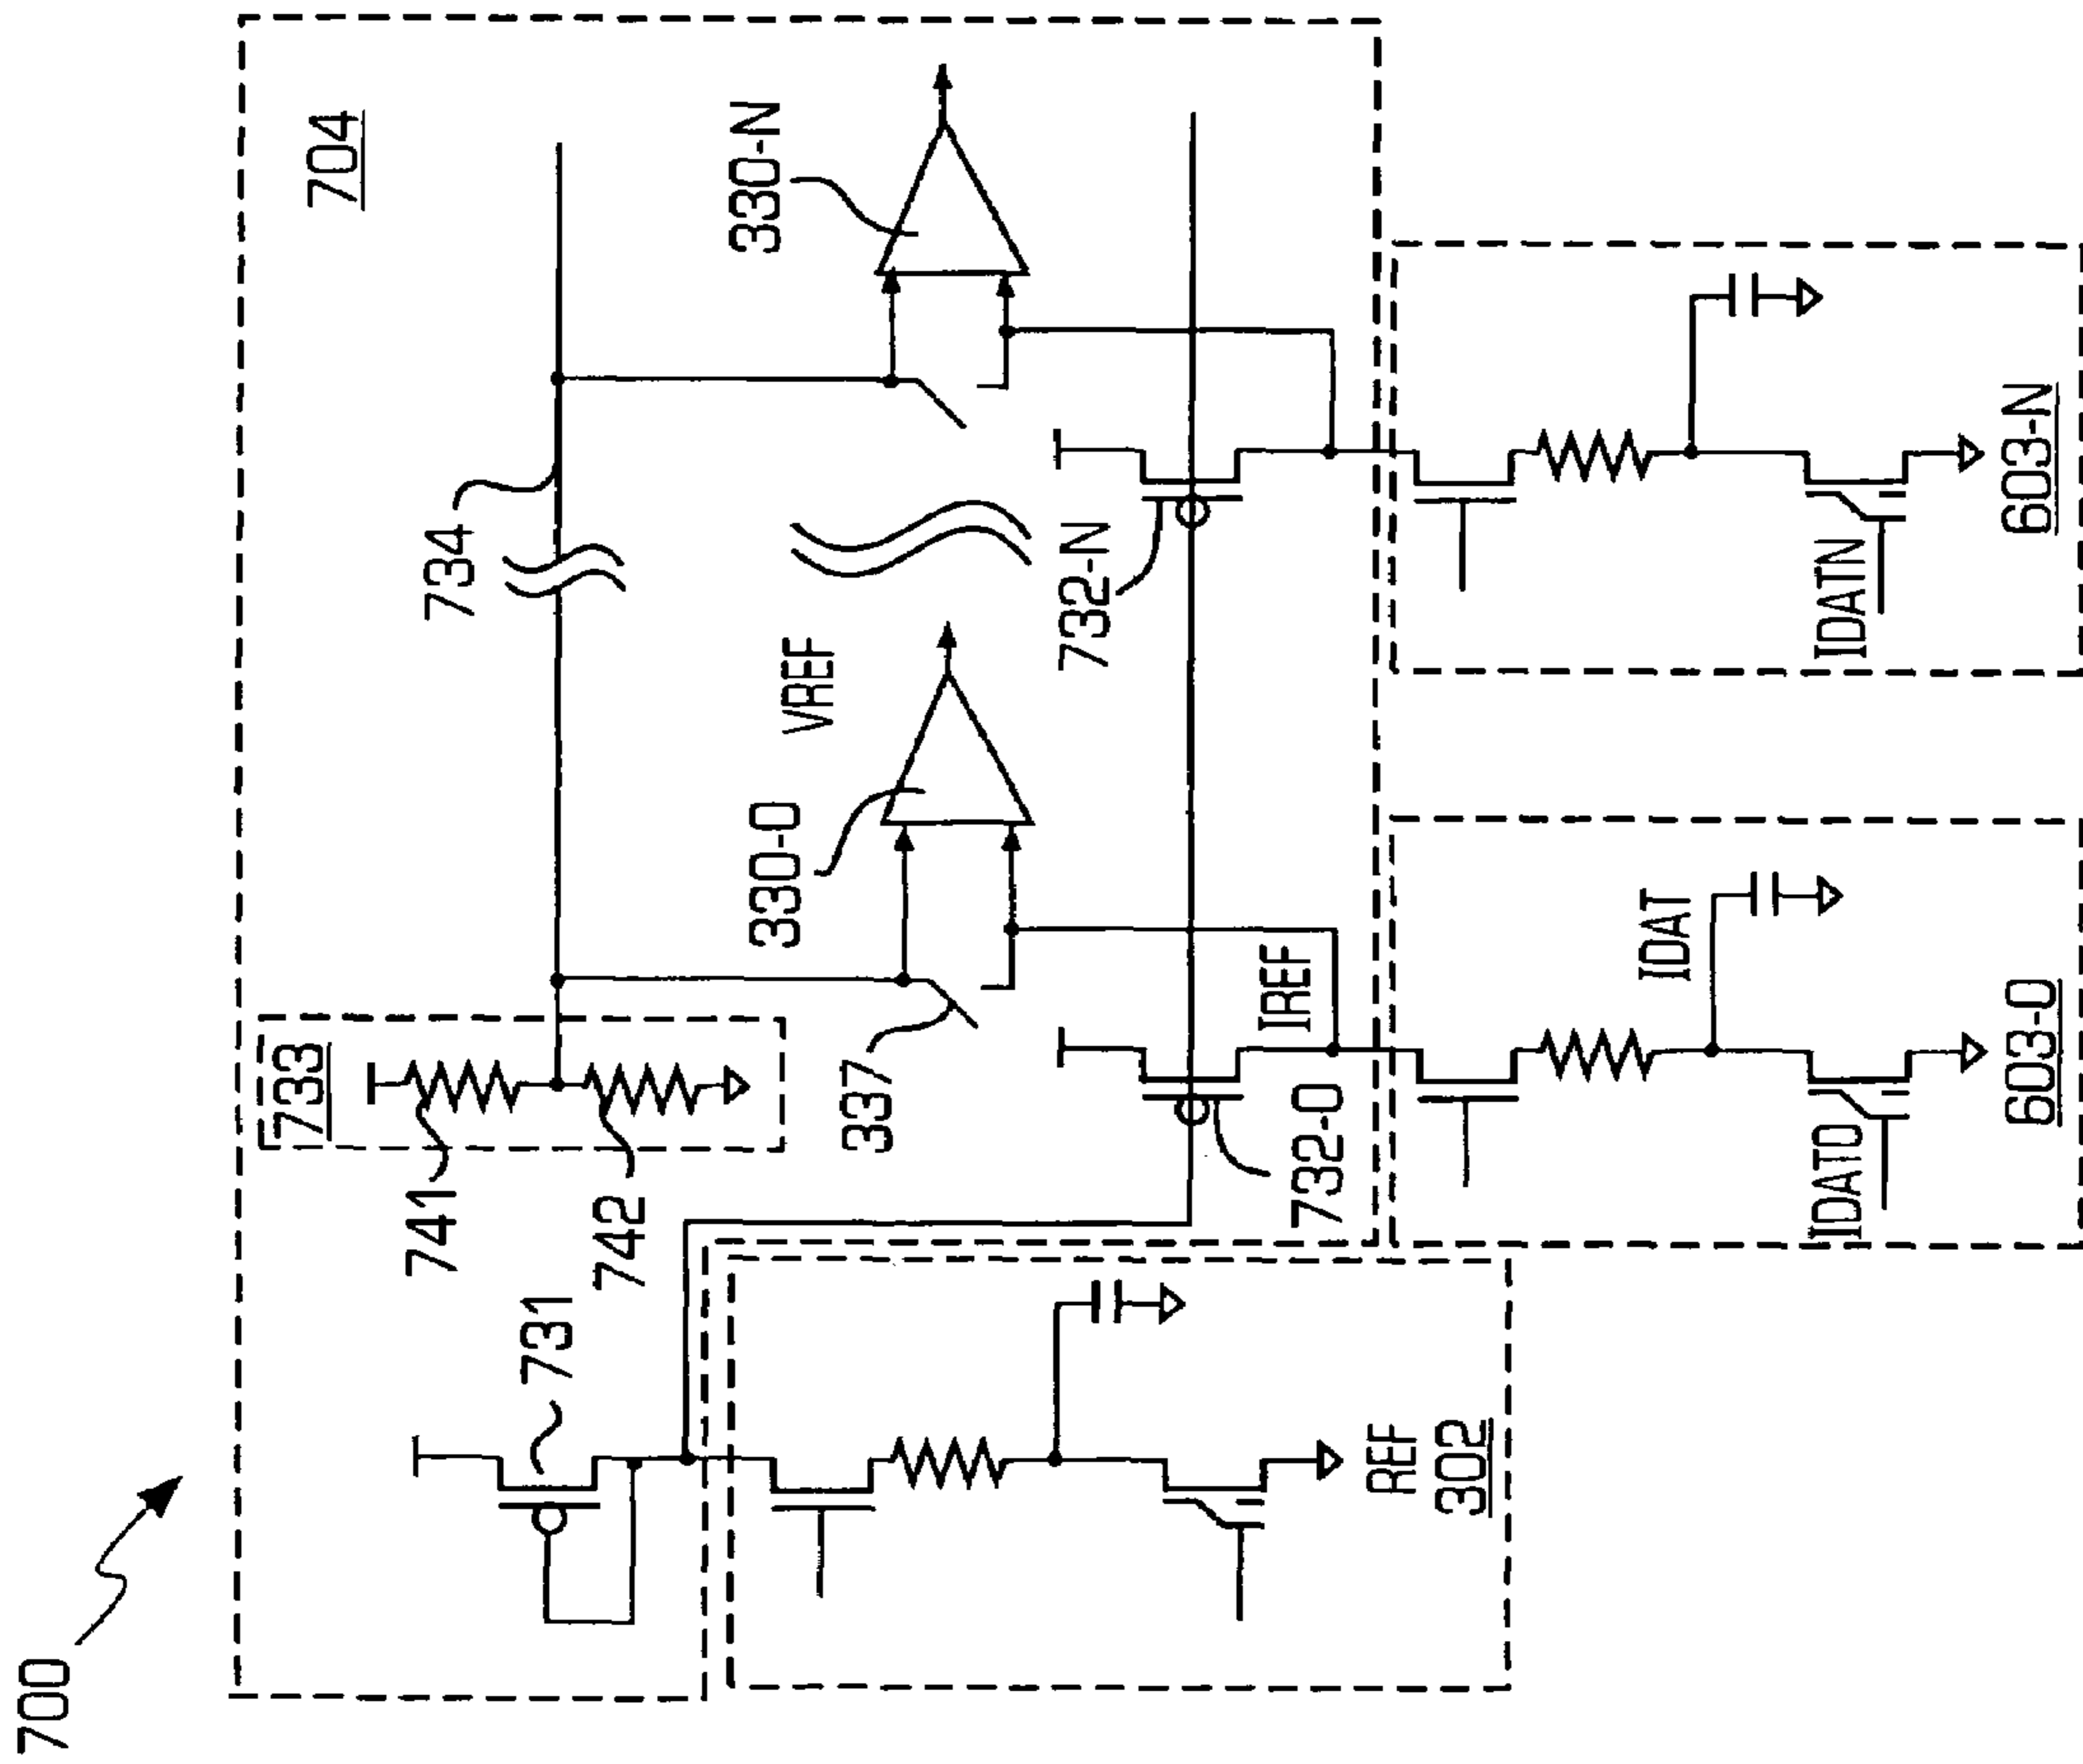 700
704
734
330-N
VREF
330-0
733
741
742
337
731
732-N
IREF
732-0
IDAT
IDATN
603-N
IDAT0
603-0
REF
302